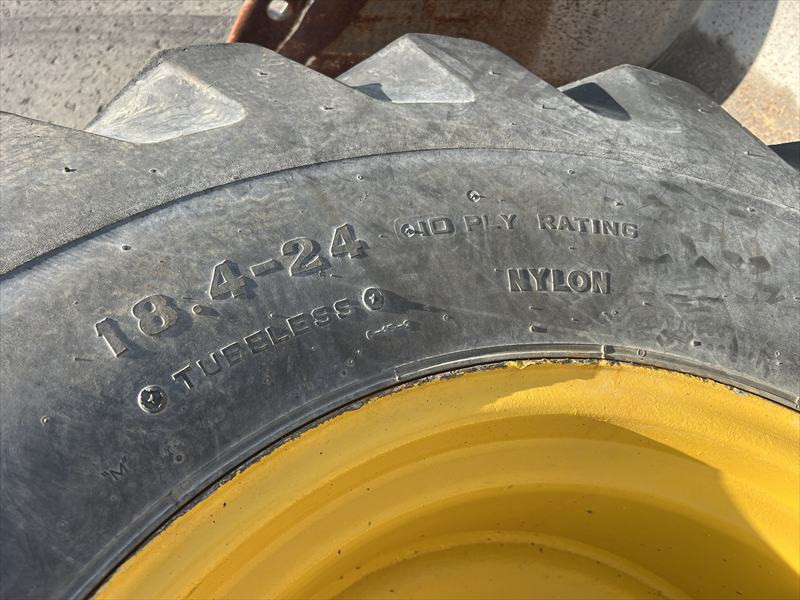 18.4-24
10 PLY RATING
NYLON
TUBELESS
"M"